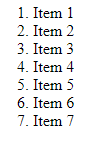 1. Item 1
2. Item 2
3. Item 3
4. Item 4
5. Item 5
6. Item 6
7. Item 7